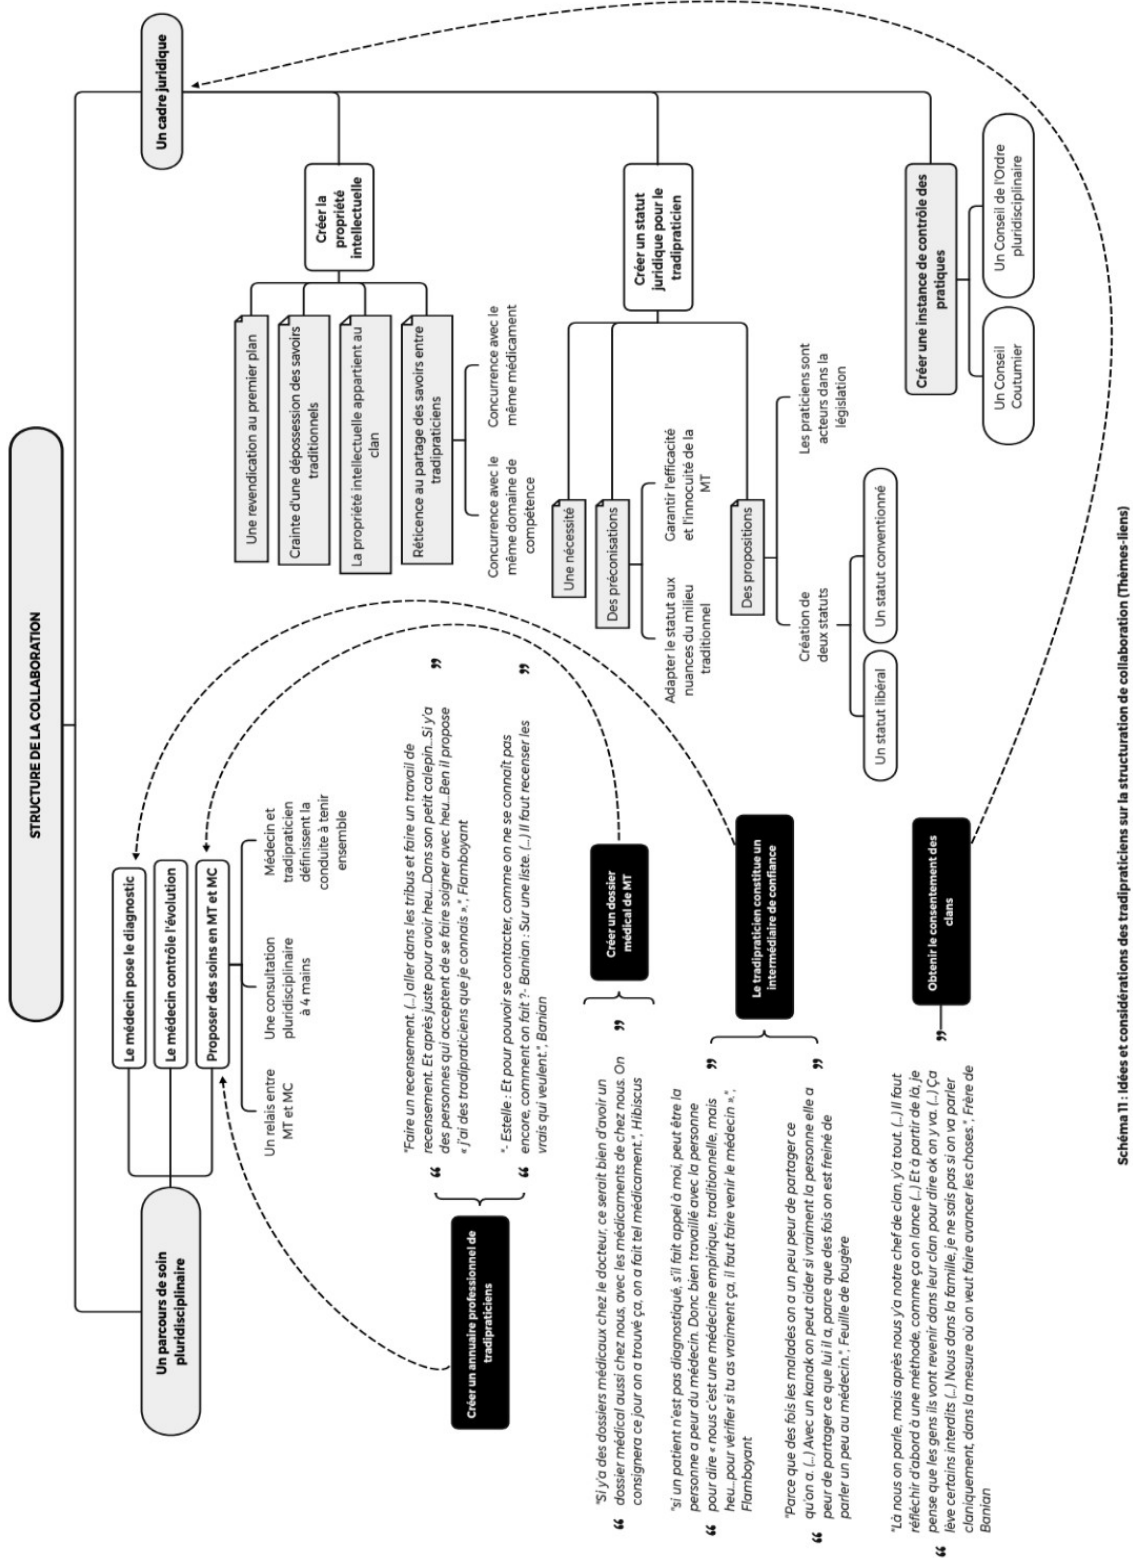 STRUCTURE DE LA COLLABORATION
Un parcours de soin
pluridisciplinaire
Le médecin pose le diagnostic
Le médecin contrôle l'évolution
Proposer des soins en MT et MC
Un relais entre
MT et MC
Une consultation
pluridisciplinaire
à 4 mains
Médecin et
tradipraticien
définissent la
conduite à tenir
ensemble
Un cadre juridique
Créer la
propriété
intellectuelle
Une revendication au premier plan
Crainte d'une dépossession des savoirs
traditionnels
La propriété intellectuelle appartient au
clan
Réticence au partage des savoirs entre
tradipraticiens
Concurrence avec le
même domaine de
compétence
Concurrence avec le
même médicament
Créer un statut
juridique pour le
tradipraticien
Une nécessité
Des préconisations
Adapter le statut aux
nuances du milieu
traditionnel
Garantir l'efficacité
et l'innocuité de la
MT
Des propositions
Création de
deux statuts
Les praticiens sont
acteurs dans la
législation
Un statut libéral
Un statut conventionné
Créer une instance de contrôle des
pratiques
Un Conseil
Coutumier
Un Conseil de l'Ordre
pluridisciplinaire
Créer un annuaire professionnel de
tradipraticiens
"Faire un recensement. (...) aller dans les tribus et faire un travail de
recensement. Et après juste pour avoir heu...Dans son petit calepin...Si y'a
des personnes qui acceptent de se faire soigner avec heu...Ben il propose
« j'ai des tradipraticiens que je connais ».", Flamboyant
"- Estelle : Et pour pouvoir se contacter, comme on ne se connaît pas
encore, comment on fait ?- Banian : Sur une liste. (...) Il faut recenser les
vrais qui veulent.", Banian
"Si y'a des dossiers médicaux chez le docteur, ce serait bien d'avoir un
dossier médical aussi chez nous, avec les médicaments de chez nous. On
consignera ce jour on a trouvé ça, on a fait tel médicament.", Hibiscus
Créer un dossier
médical de MT
"si un patient n'est pas diagnostiqué, s'il fait appel à moi, peut être la
personne a peur du médecin. Donc bien travaillé avec la personne
pour dire « nous c'est une médecine empirique, traditionnelle, mais
heu...pour vérifier si tu as vraiment ça, il faut faire venir le médecin ».",
Flamboyant
"Parce que des fois les malades on a un peu peur de partager ce
qu'on a. (...) Avec un kanak on peut aider si vraiment la personne elle a
peur de partager ce que lui il a, parce que des fois on est freiné de
parler un peu au médecin.", Feuille de fougère
Le tradipraticien constitue un
intermédiaire de confiance
"Là nous on parle, mais après nous y'a notre chef de clan, y'a tout. (...) Il faut
réfléchir d'abord à une méthode, comme ça on lance (...) Et à partir de là, je
pense que les gens ils vont revenir dans leur clan pour dire ok on y va. (...) Ça
lève certains interdits (...) Nous dans la famille, je ne sais pas si on va parler
claniquement, dans la mesure où on veut faire avancer les choses.", Frère de
Banian
Obtenir le consentement des
clans
Schéma 11 : Idées et considérations des tradipraticiens sur la structuration de collaboration (Thèmes-liens)